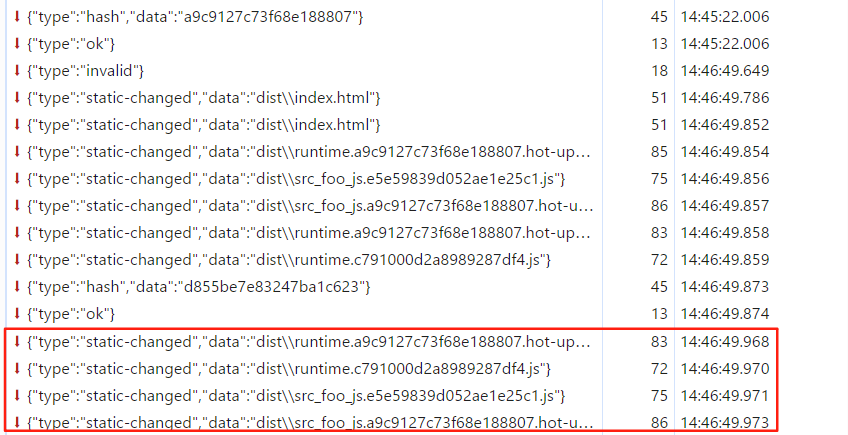 {"type":"hash","data":"a9c9127c73f68e188807"} 45 14:45:22.006
{"type":"ok"} 13 14:45:22.006
{"type":"invalid"} 18 14:46:49.649
{"type":"static-changed","data":"dist\\index.html"} 51 14:46:49.786
{"type":"static-changed","data":"dist\\index.html"} 51 14:46:49.852
{"type":"static-changed","data":"dist\\runtime.a9c9127c73f68e188807.hot-up... 85 14:46:49.854
{"type":"static-changed","data":"dist\\src_foo_js.e5e59839d052ae1e25c1.js"} 75 14:46:49.856
{"type":"static-changed","data":"dist\\src_foo_js.a9c9127c73f68e188807.hot-u... 86 14:46:49.857
{"type":"static-changed","data":"dist\\runtime.a9c9127c73f68e188807.hot-up... 83 14:46:49.858
{"type":"static-changed","data":"dist\\runtime.c791000d2a8989287df4.js"} 72 14:46:49.859
{"type":"hash","data":"d855be7e83247ba1c623"} 45 14:46:49.873
{"type":"ok"} 13 14:46:49.874
{"type":"static-changed","data":"dist\\runtime.a9c9127c73f68e188807.hot-up... 83 14:46:49.968
{"type":"static-changed","data":"dist\\runtime.c791000d2a8989287df4.js"} 72 14:46:49.970
{"type":"static-changed","data":"dist\\src_foo_js.e5e59839d052ae1e25c1.js"} 75 14:46:49.971
{"type":"static-changed","data":"dist\\src_foo_js.a9c9127c73f68e188807.hot-u... 86 14:46:49.973